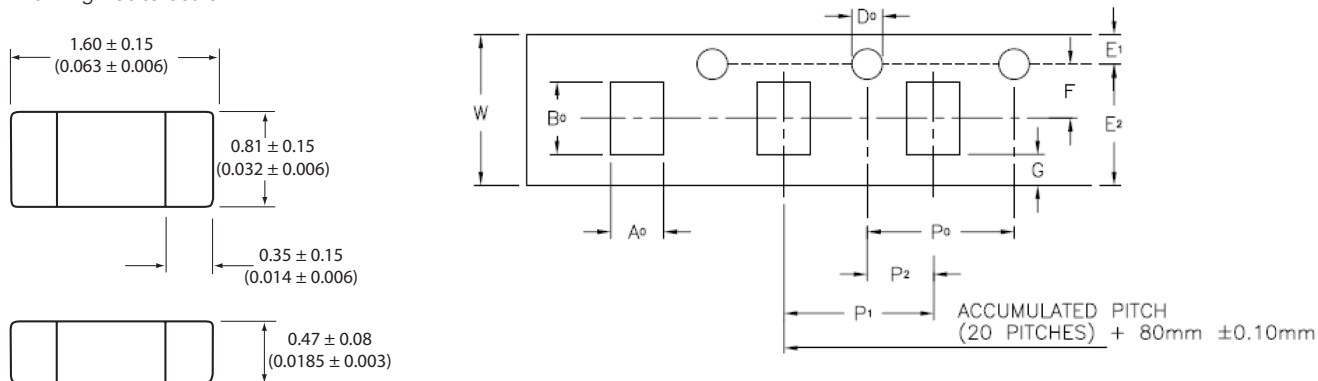 1.60 ± 0.15
(0.063 ± 0.006)
0.81 ± 0.15
(0.032 ± 0.006)
0.35 ± 0.15
(0.014 ± 0.006)
0.47 ± 0.08
(0.0185 ± 0.003)
D0
E1
F
W
B0
E2
G
A0
P0
P2
P1
ACCUMULATED PITCH
(20 PITCHES) + 80mm ±0.10mm